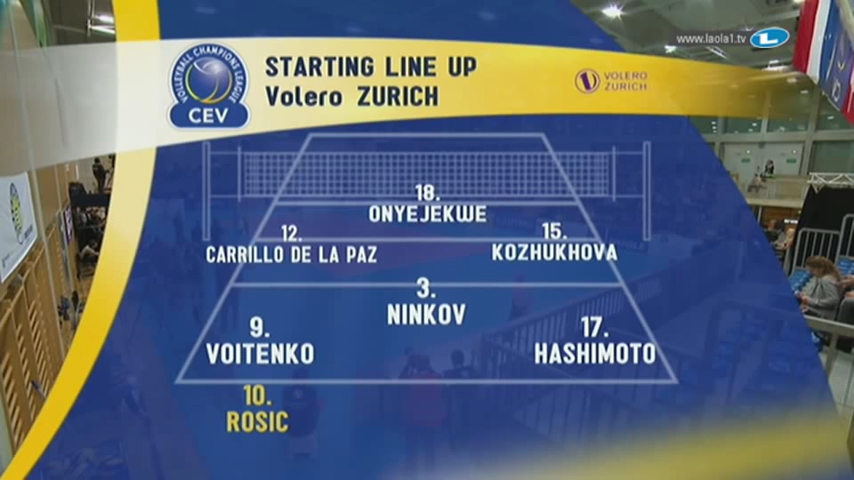 www.laola1.tv L
STARTING LINE UP
Volero ZURICH
VOLLEYBALL CHAMPIONS LEAGUE
CEV
VOLERO
ZURICH
18.
ONYEJEKWE
12.
CARRILLO DE LA PAZ
15.
KOZHUKHOVA
3.
NINKOV
9.
VOITENKO
17.
HASHIMOTO
10.
ROSIC